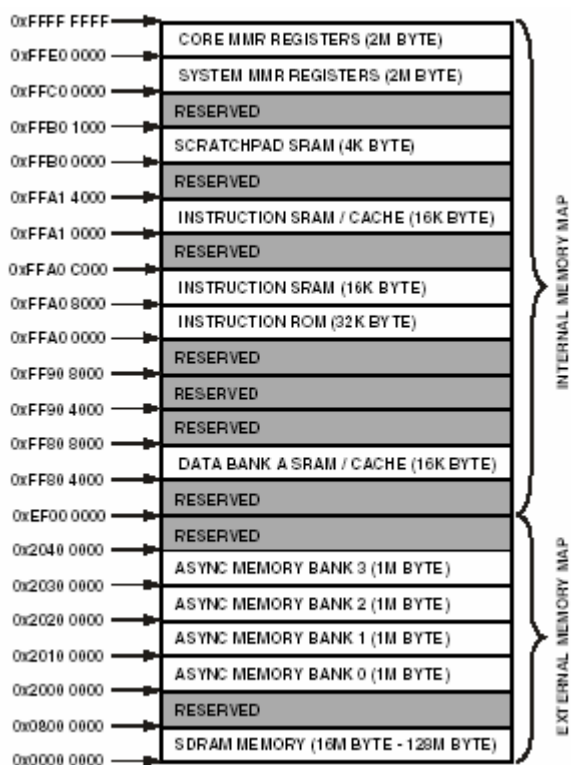 0xFFFF FFFF
CORE MMR REGISTERS (2M BYTE)
0xFFE0 0000
SYSTEM MMR REGISTERS (2M BYTE)
0xFFC0 0000
RESERVED
0xFFB0 1000
SCRATCHPAD SRAM (4K BYTE)
0xFFB0 0000
RESERVED
0xFFA1 4000
INSTRUCTION SRAM / CACHE (16K BYTE)
0xFFA1 0000
RESERVED
0xFFA0 C000
INSTRUCTION SRAM (16K BYTE)
0xFFA0 8000
INSTRUCTION ROM (32K BYTE)
0xFFA0 0000
RESERVED
0xFF90 8000
RESERVED
0xFF90 4000
RESERVED
0xFF80 8000
DATA BANK A SRAM / CACHE (16K BYTE)
0xFF80 4000
RESERVED
0xEF00 0000
RESERVED
0x2040 0000
ASYNC MEMORY BANK 3 (1M BYTE)
0x2030 0000
ASYNC MEMORY BANK 2 (1M BYTE)
0x2020 0000
ASYNC MEMORY BANK 1 (1M BYTE)
0x2010 0000
ASYNC MEMORY BANK 0 (1M BYTE)
0x2000 0000
RESERVED
0x0800 0000
SDRAM MEMORY (16M BYTE - 128M BYTE)
0x0000 0000
INTERNAL MEMORY MAP
EXTERNAL MEMORY MAP